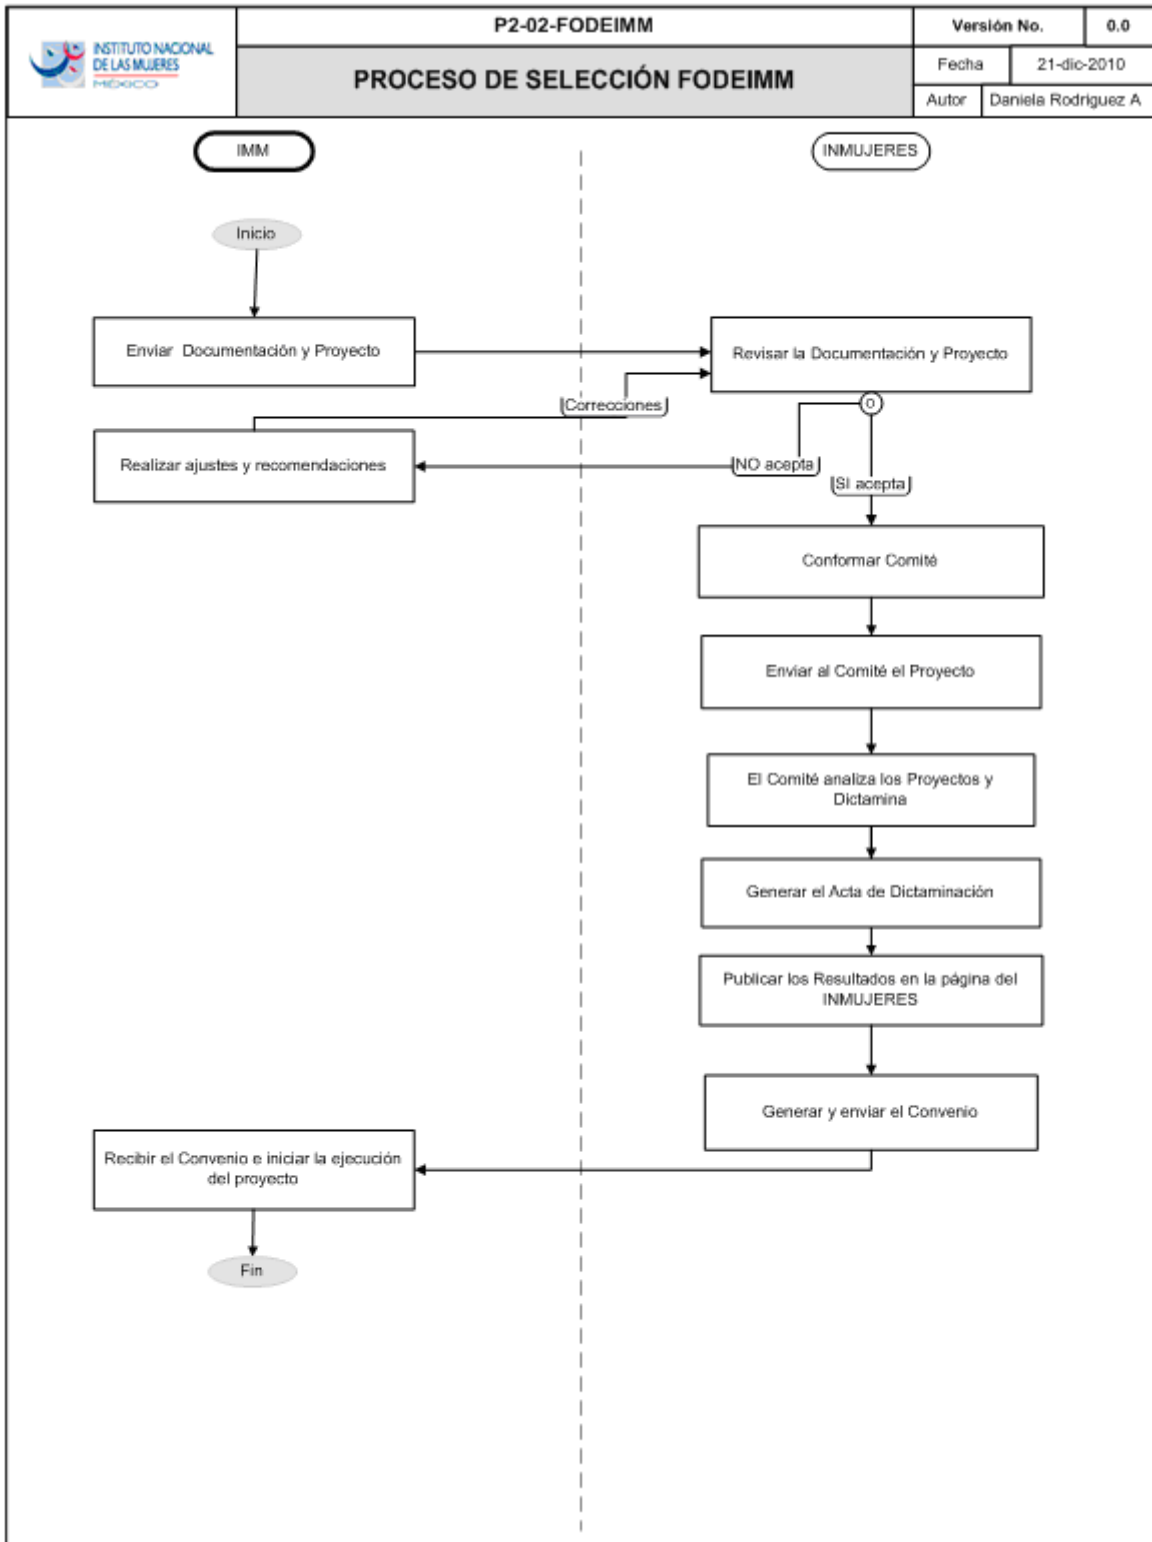 INSTITUTO NACIONAL
DE LAS MUJERES
MÉXICO
P2-02-FODEIMM
PROCESO DE SELECCIÓN FODEIMM
Versión No. 0.0
Fecha 21-dic-2010
Autor Daniela Rodriguez A
IMM
INMUJERES
Inicio
Enviar Documentación y Proyecto
Revisar la Documentación y Proyecto
Correcciones
O
Realizar ajustes y recomendaciones
NO acepta
SI acepta
Conformar Comité
Enviar al Comité el Proyecto
El Comité analiza los Proyectos y
Dictamina
Generar el Acta de Dictaminación
Publicar los Resultados en la página del
INMUJERES
Generar y enviar el Convenio
Recibir el Convenio e iniciar la ejecución
del proyecto
Fin